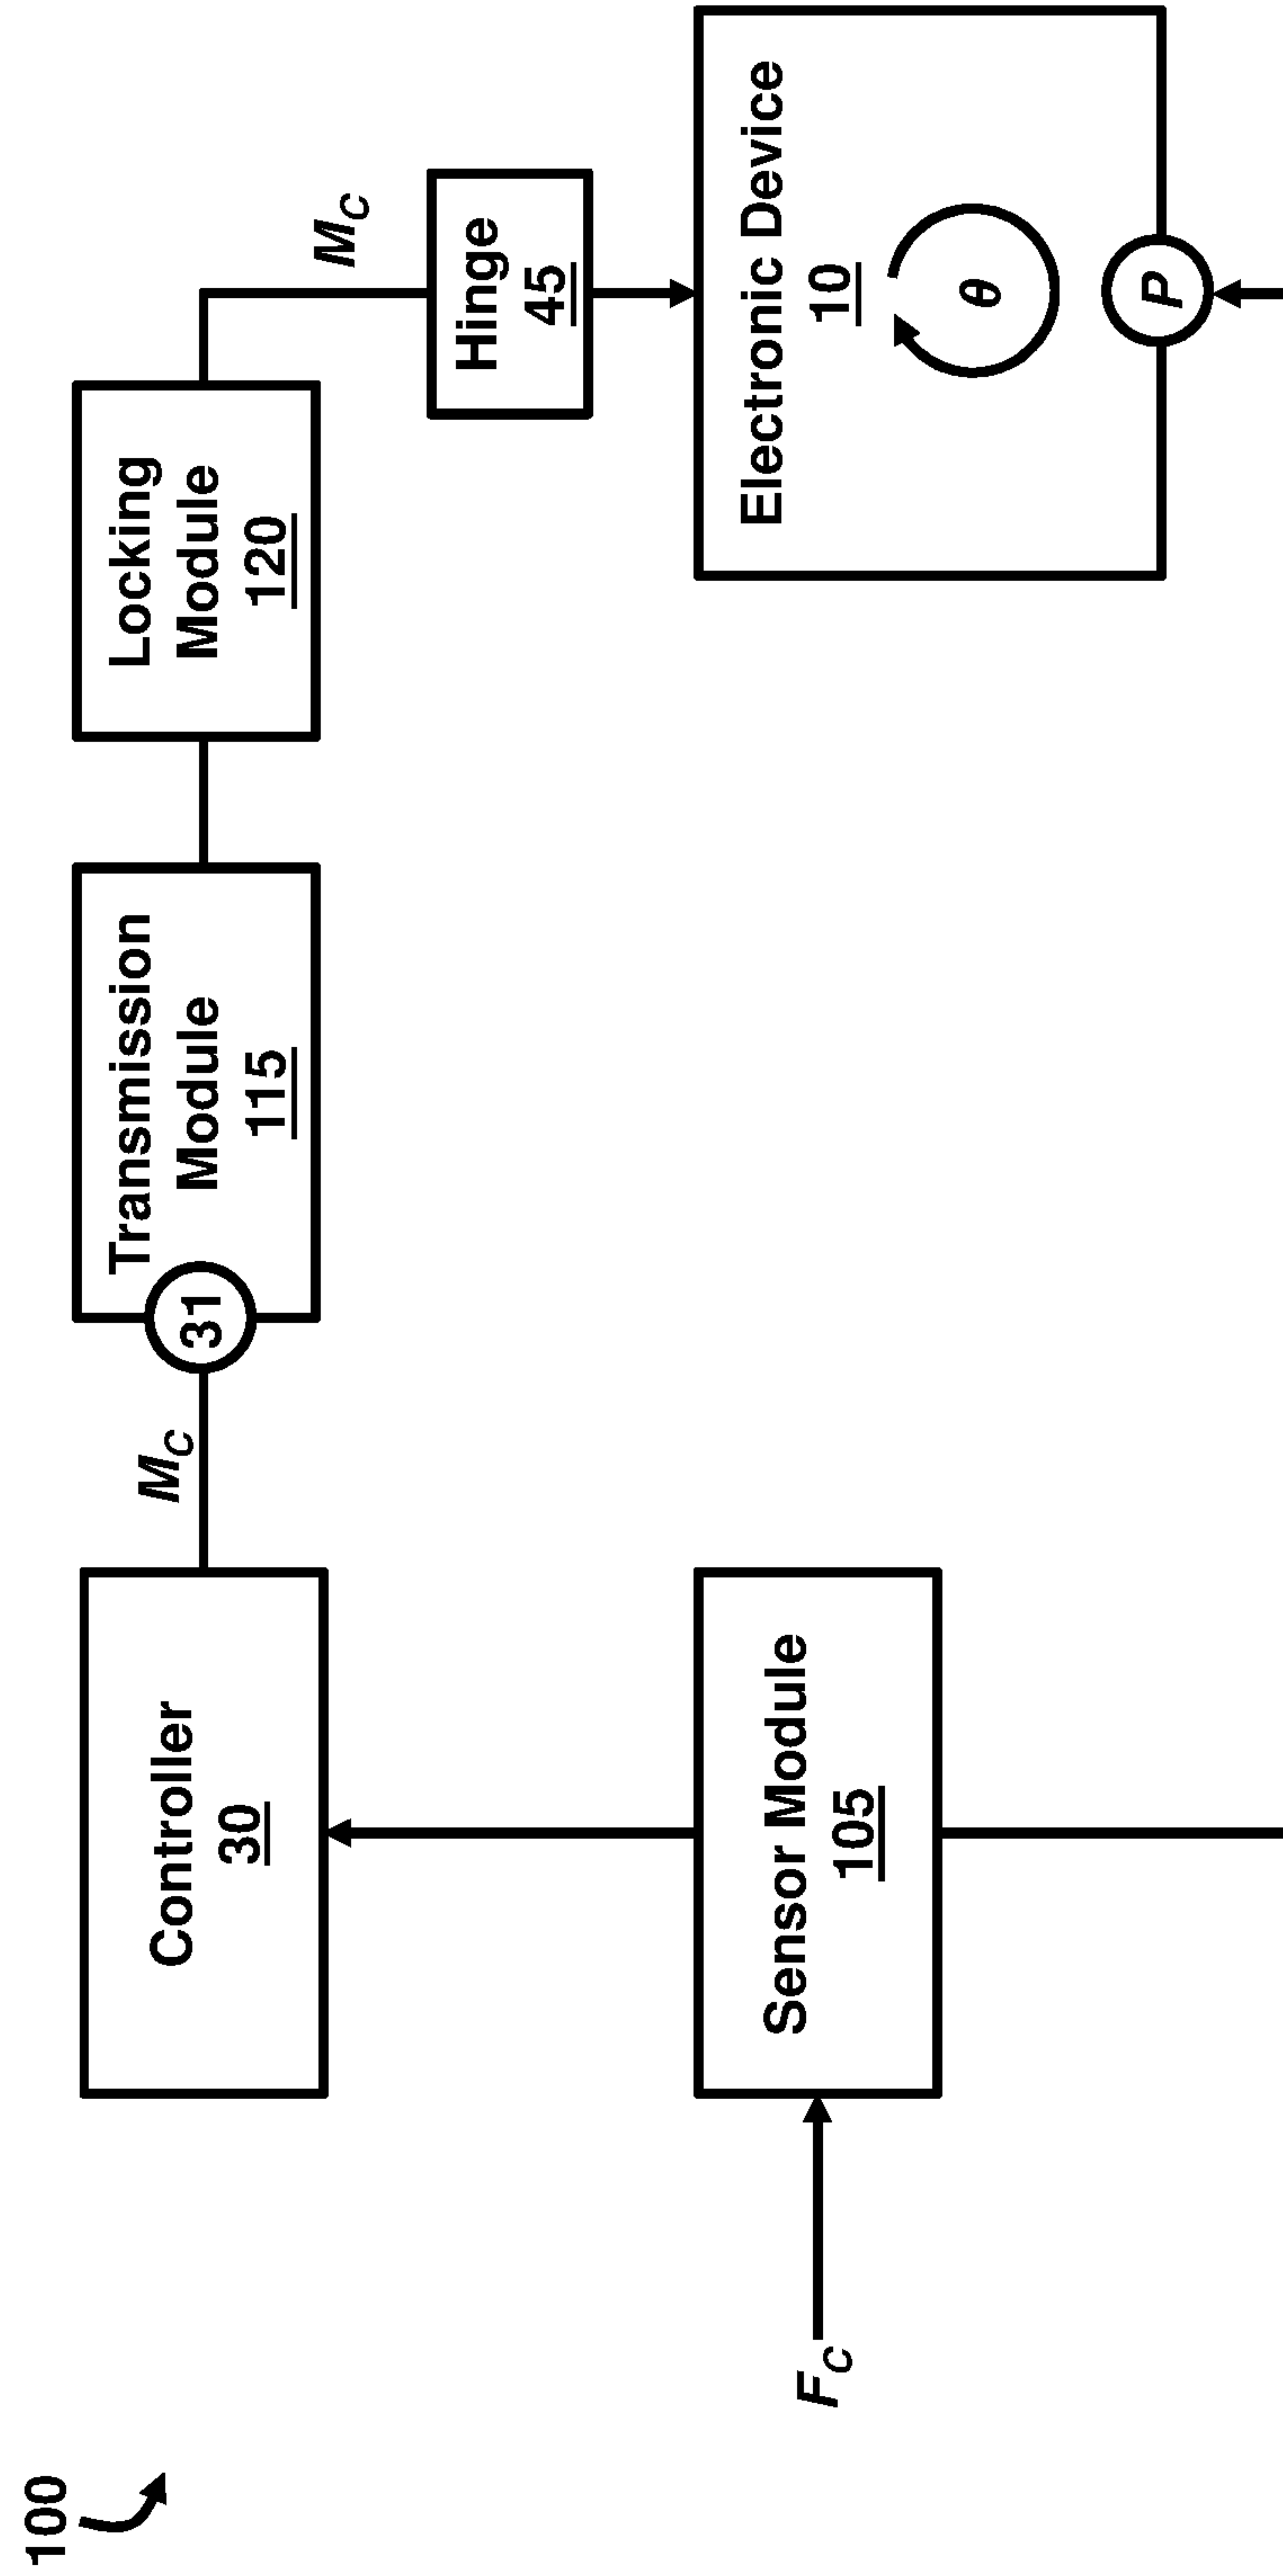 100
Controller
30
M_C
31
Transmission
Module
115
Locking
Module
120
M_C
Hinge
45
F_C
Sensor Module
105
Electronic Device
10
θ
P